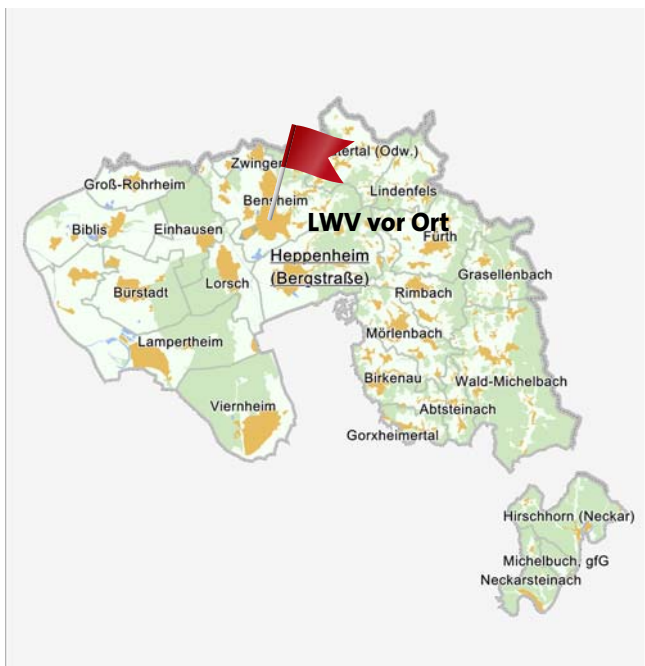 Zwingen
tertal (Odw.)
Groß-Rohrheim
Lindenfels
Bensheim
LWV vor Ort
Biblis
Einhausen
Fürth
Heppenheim
(Bergstraße)
Grasellenbach
Lorsch
Bürstadt
Rimbach
Mörlenbach
Lampertheim
Birkenau
Wald-Michelbach
Viernheim
Abtsteinach
Gorxheimertal
Hirschhorn (Neckar)
Michelbuch, gfG
Neckarsteinach